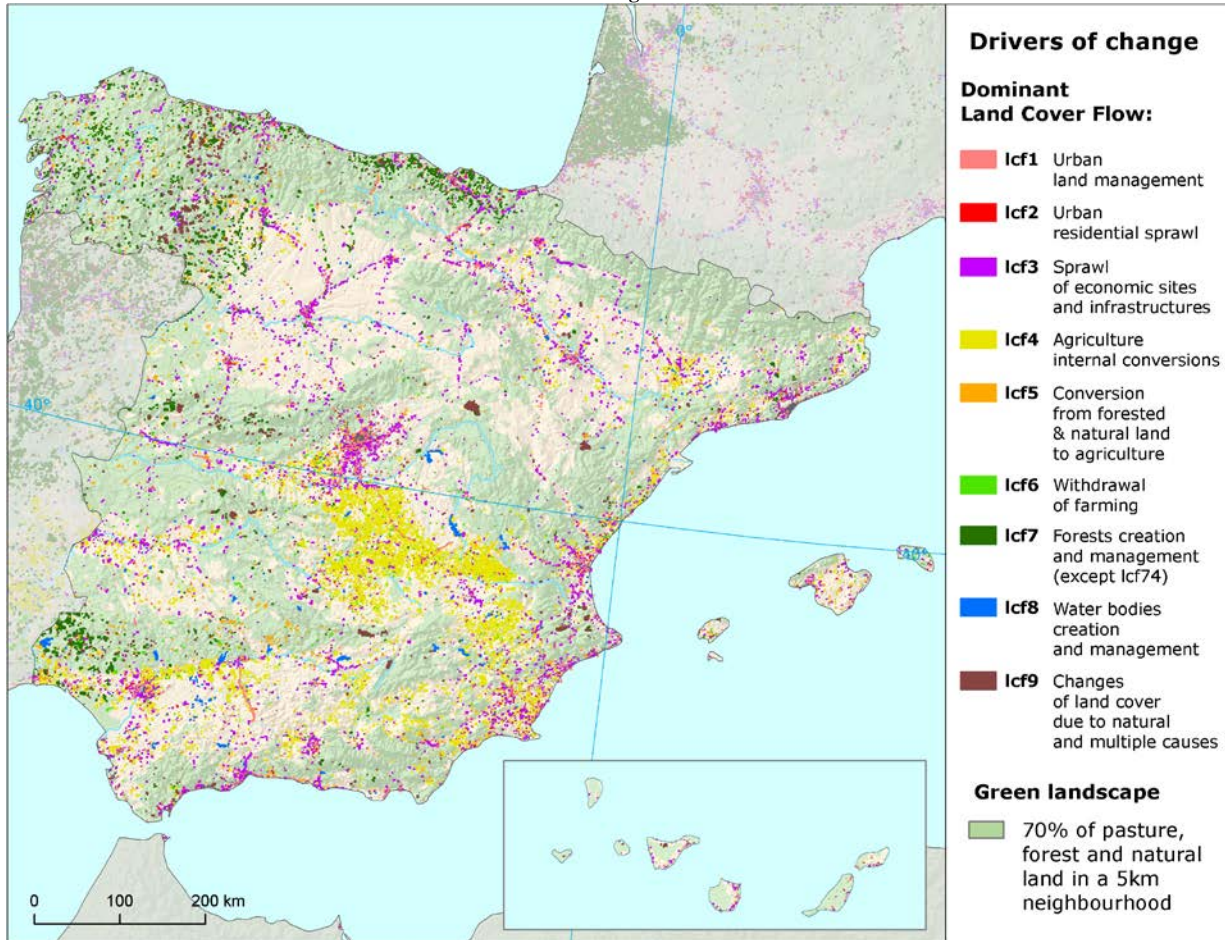 0°
40°
40°
0 100 200 km
Drivers of change
Dominant
Land Cover Flow:
lcf1 Urban
land management
lcf2 Urban
residential sprawl
lcf3 Sprawl
of economic sites
and infrastructures
lcf4 Agriculture
internal conversions
lcf5 Conversion
from forested
& natural land
to agriculture
lcf6 Withdrawal
of farming
lcf7 Forests creation
and management
(except lcf74)
lcf8 Water bodies
creation
and management
lcf9 Changes
of land cover
due to natural
and multiple causes
Green landscape
70% of pasture,
forest and natural
land in a 5km
neighbourhood